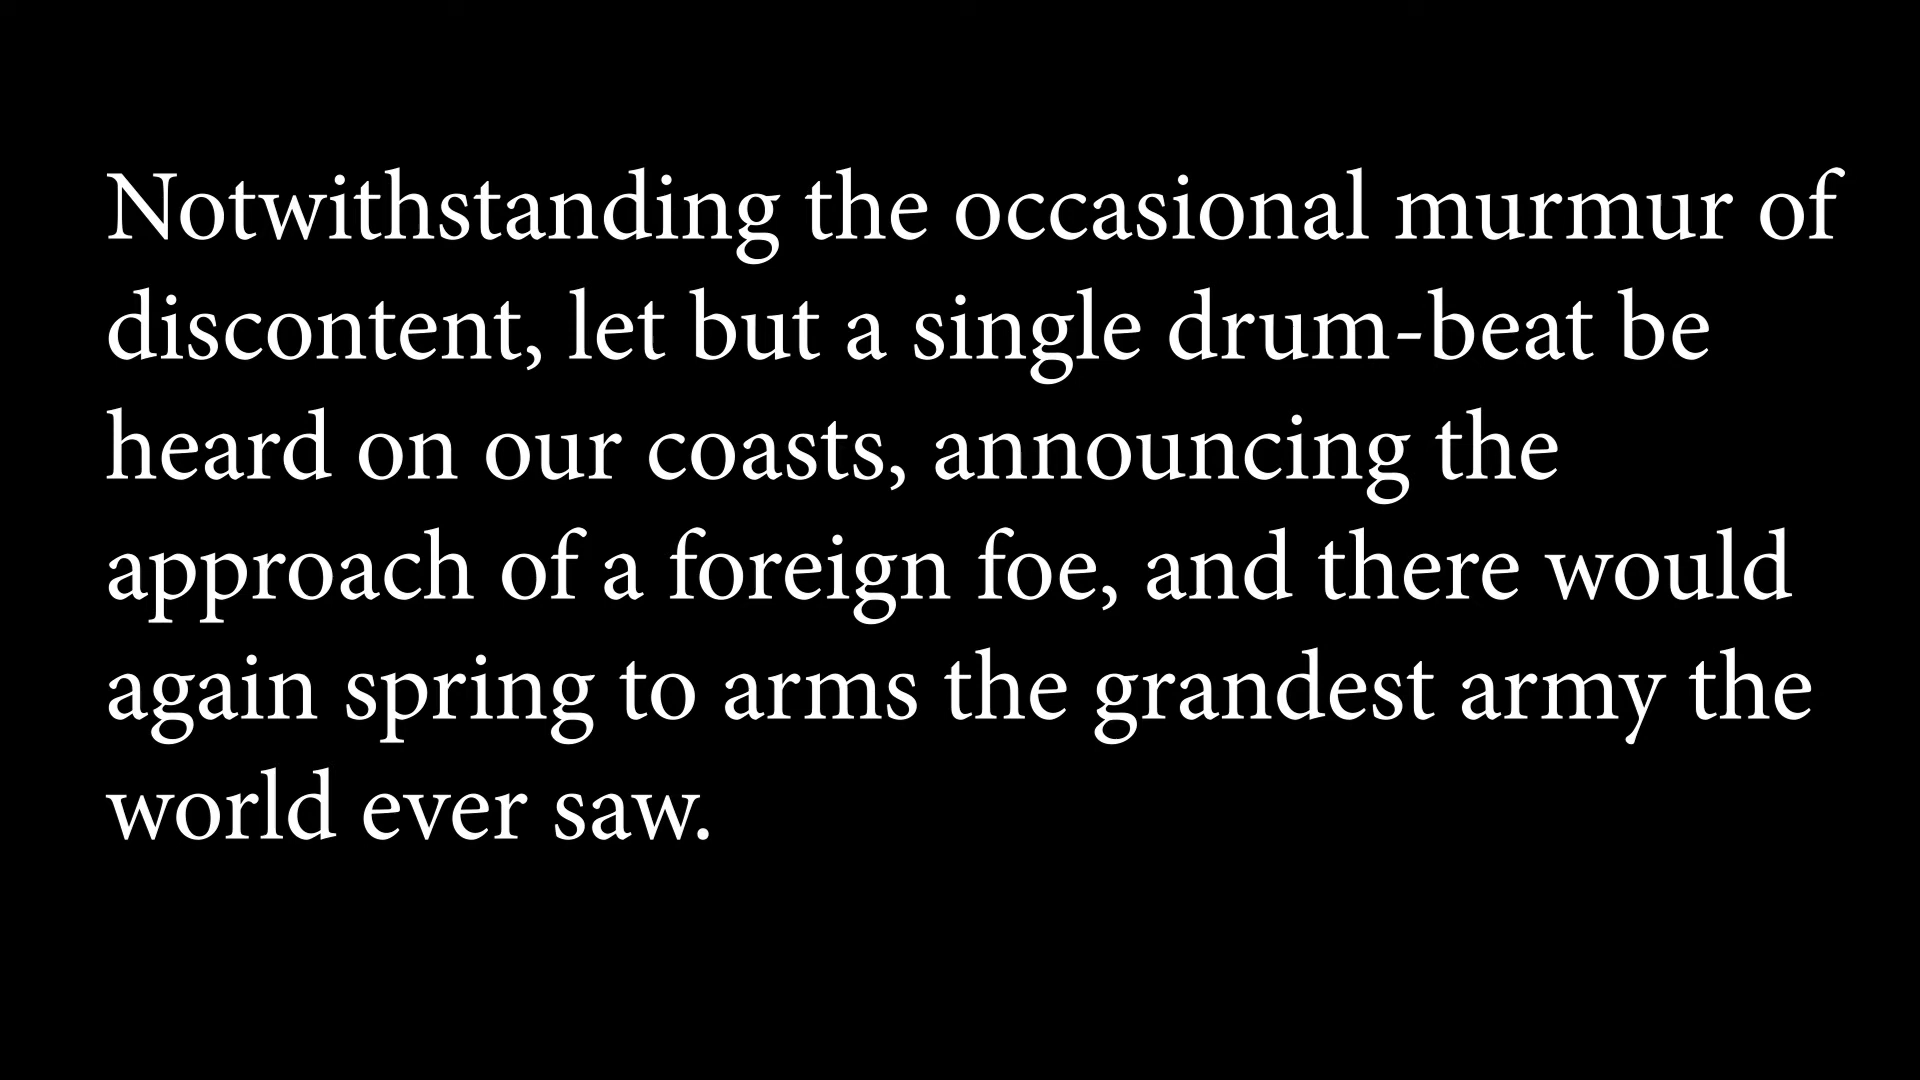 Notwithstanding the occasional murmur of
discontent, let but a single drum-beat be
heard on our coasts, announcing the
approach of a foreign foe, and there would
again spring to arms the grandest army the
world ever saw.